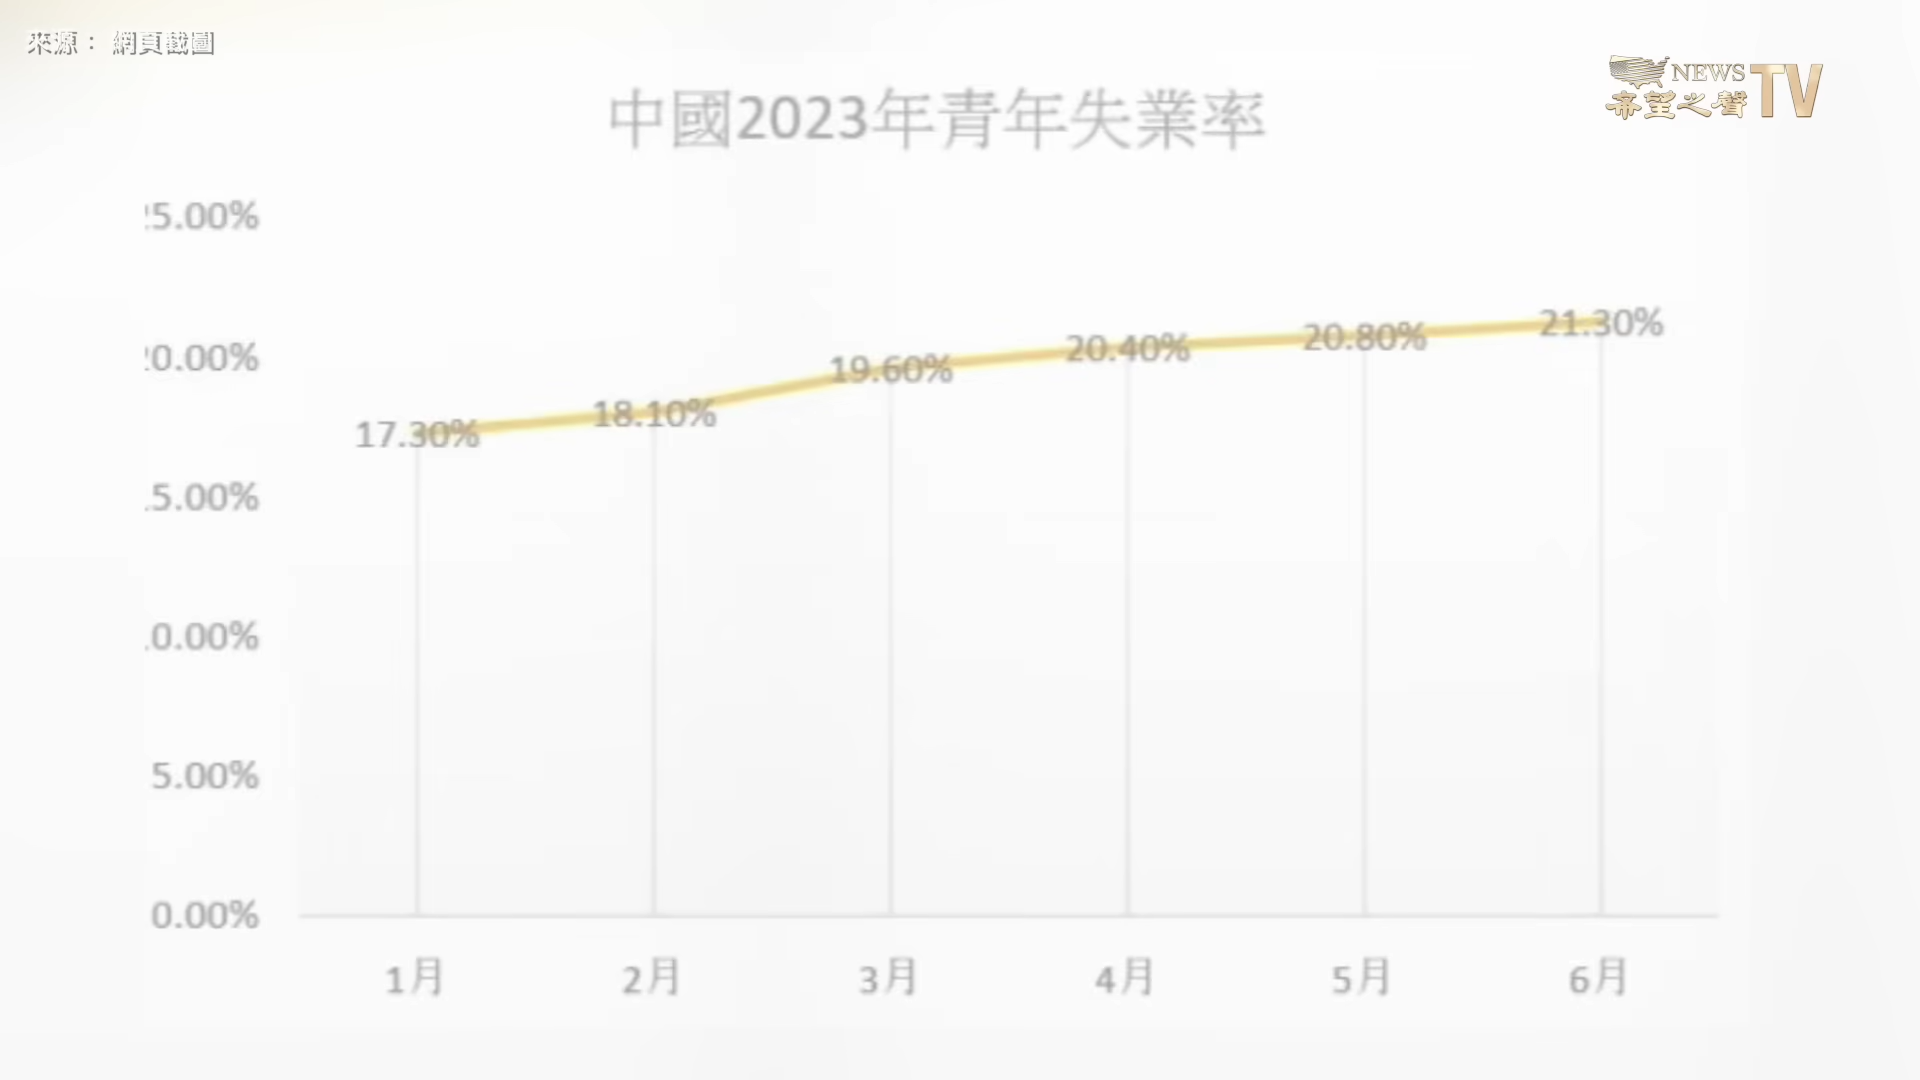 來源： 網頁截圖
NEWS
希望之聲TV
中國2023年青年失業率
5.00%
0.00%
5.00%
0.00%
5.00%
0.00%
17.30%
18.10%
19.60%
20.40%
20.80%
21.30%
1月 2月 3月 4月 5月 6月